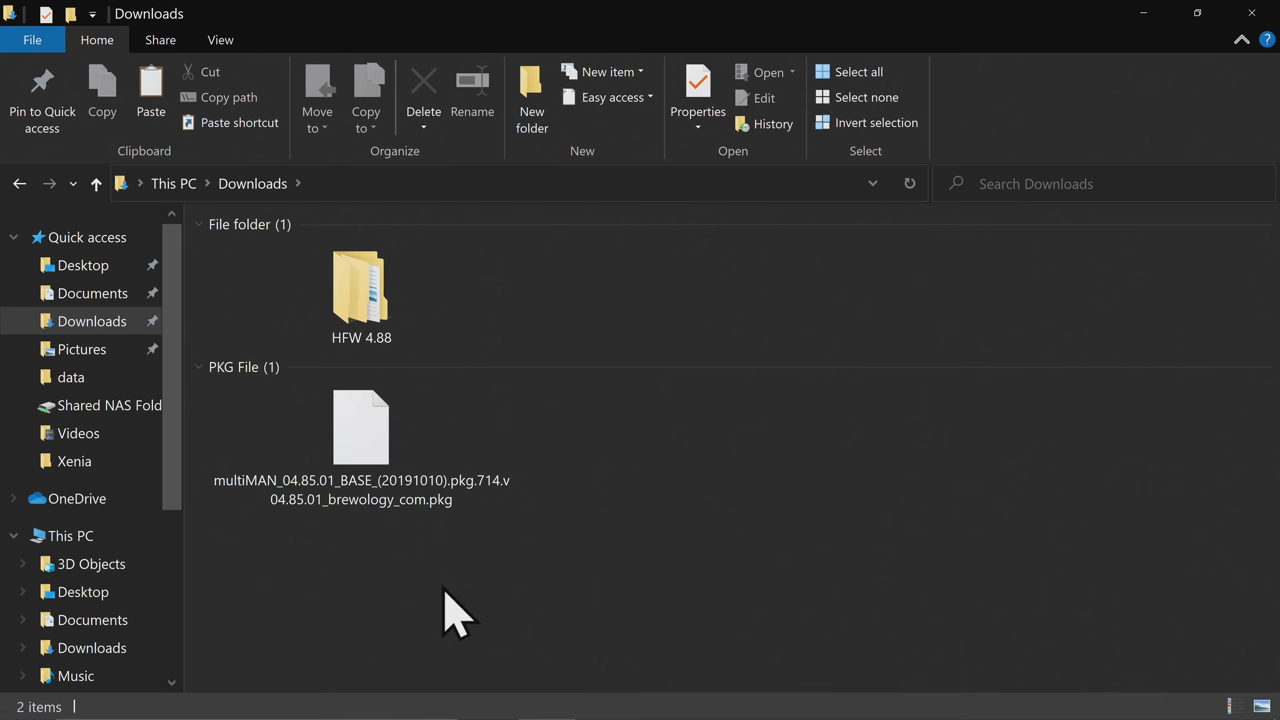 Downloads
File
Home
Share
View
Pin to Quick
access
Copy
Paste
Cut
Copy path
Paste shortcut
Clipboard
Move
to
Copy
to
Delete
Rename
Organize
New
folder
New item
Easy access
New
Properties
Open
Edit
History
Open
Select all
Select none
Invert selection
Select
This PC
Downloads
Search Downloads
Quick access
Desktop
Documents
Downloads
Pictures
data
Shared NAS Fold
Videos
Xenia
OneDrive
This PC
3D Objects
Desktop
Documents
Downloads
Music
File folder (1)
HFW 4.88
PKG File (1)
multiMAN_04.85.01_BASE_(20191010).pkg.714.v
04.85.01_brewology_com.pkg
2 items